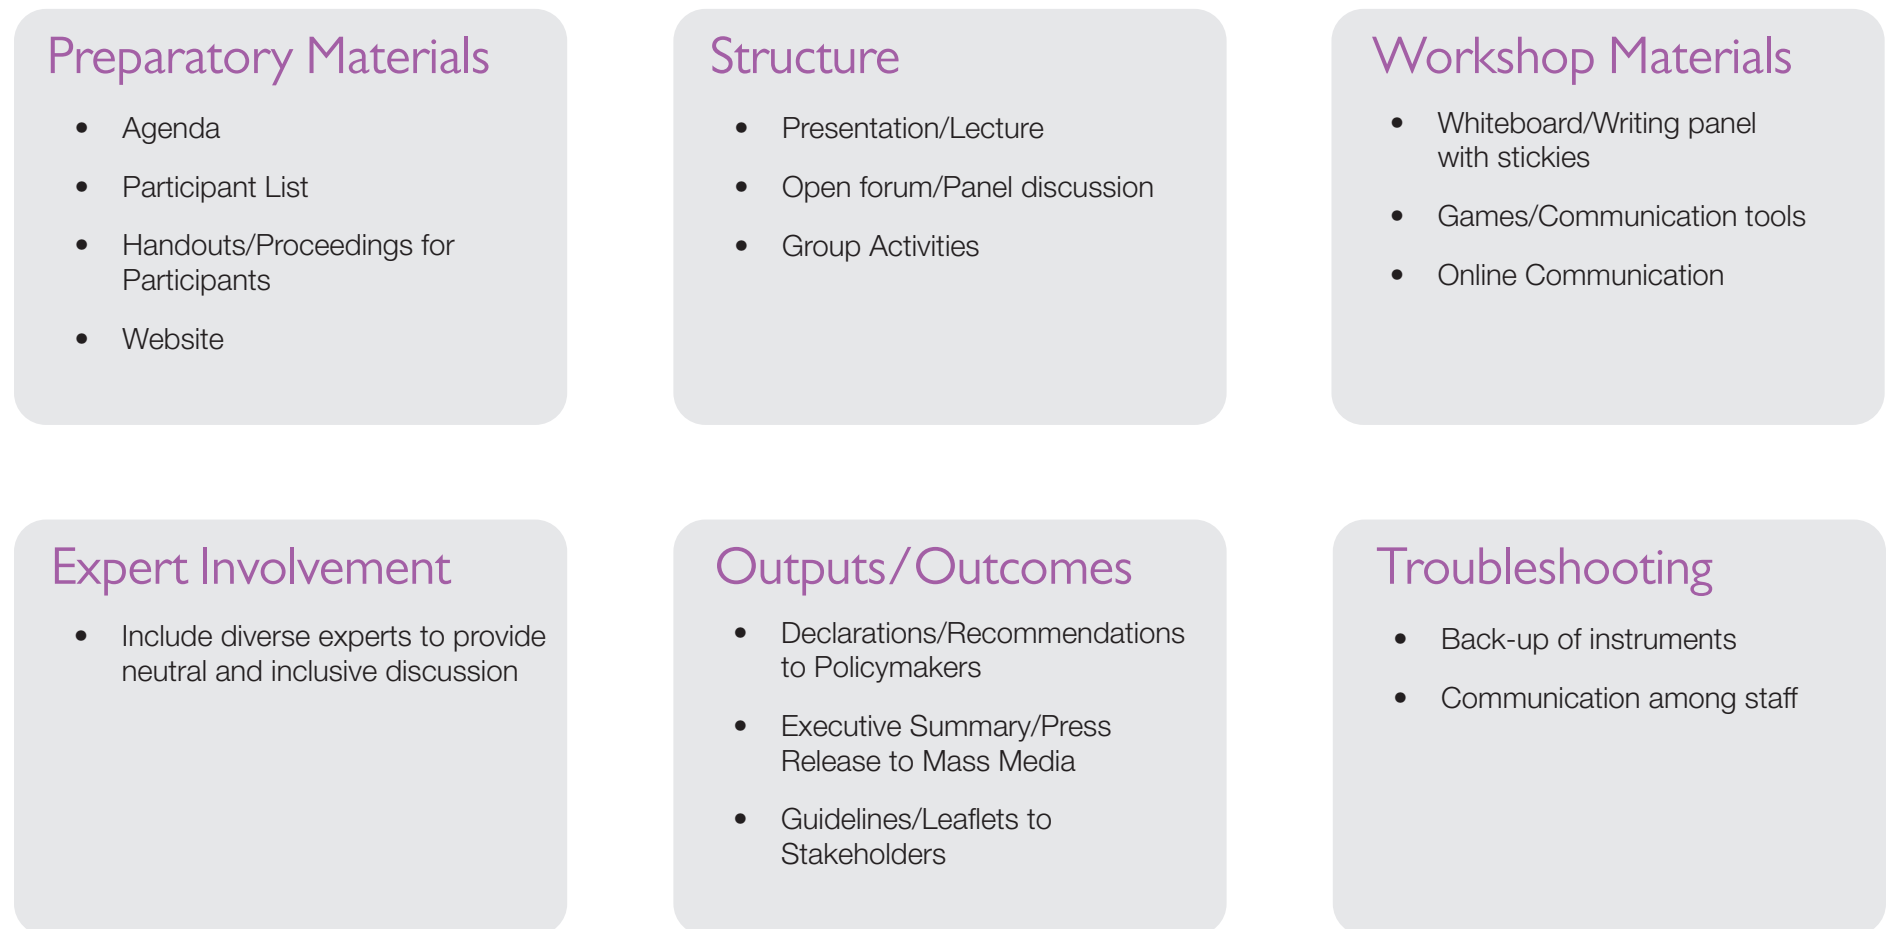 Preparatory Materials
• Agenda
• Participant List
• Handouts/Proceedings for
Participants
• Website
Structure
• Presentation/Lecture
• Open forum/Panel discussion
• Group Activities
Workshop Materials
• Whiteboard/Writing panel
with stickies
• Games/Communication tools
• Online Communication
Expert Involvement
• Include diverse experts to provide
neutral and inclusive discussion
Outputs/Outcomes
• Declarations/Recommendations
to Policymakers
• Executive Summary/Press
Release to Mass Media
• Guidelines/Leaflets to
Stakeholders
Troubleshooting
• Back-up of instruments
• Communication among staff